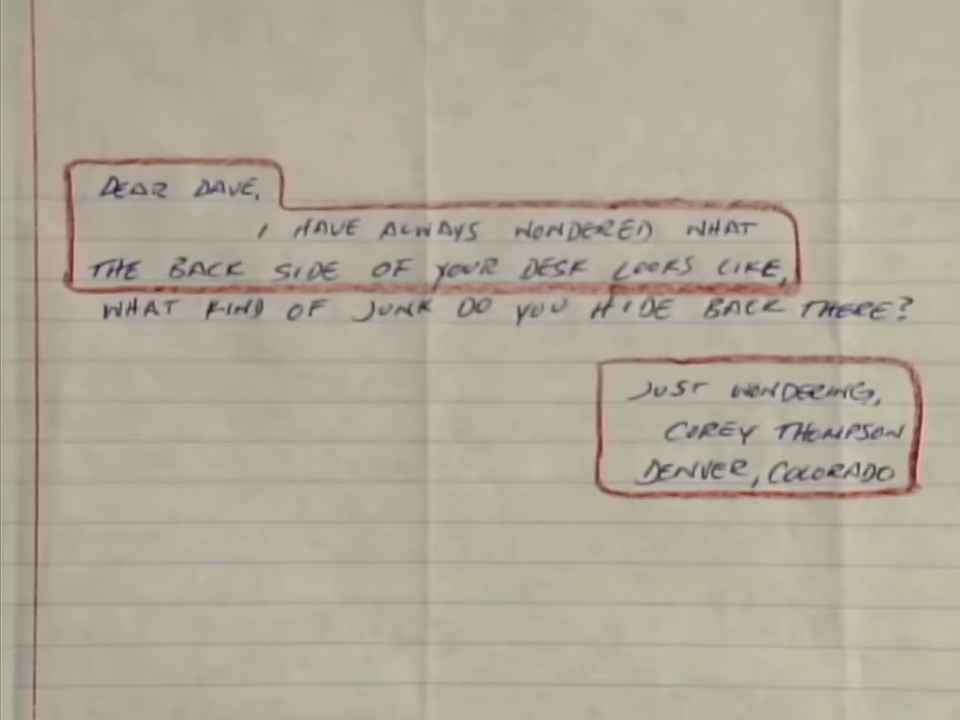 DEAR DAVE,
I HAVE ALWAYS WONDERED WHAT
THE BACK SIDE OF YOUR DESK LOOKS LIKE,
WHAT KIND OF JUNK DO YOU HIDE BACK THERE?
JUST WONDERING,
COREY THOMPSON
DENVER, COLORADO